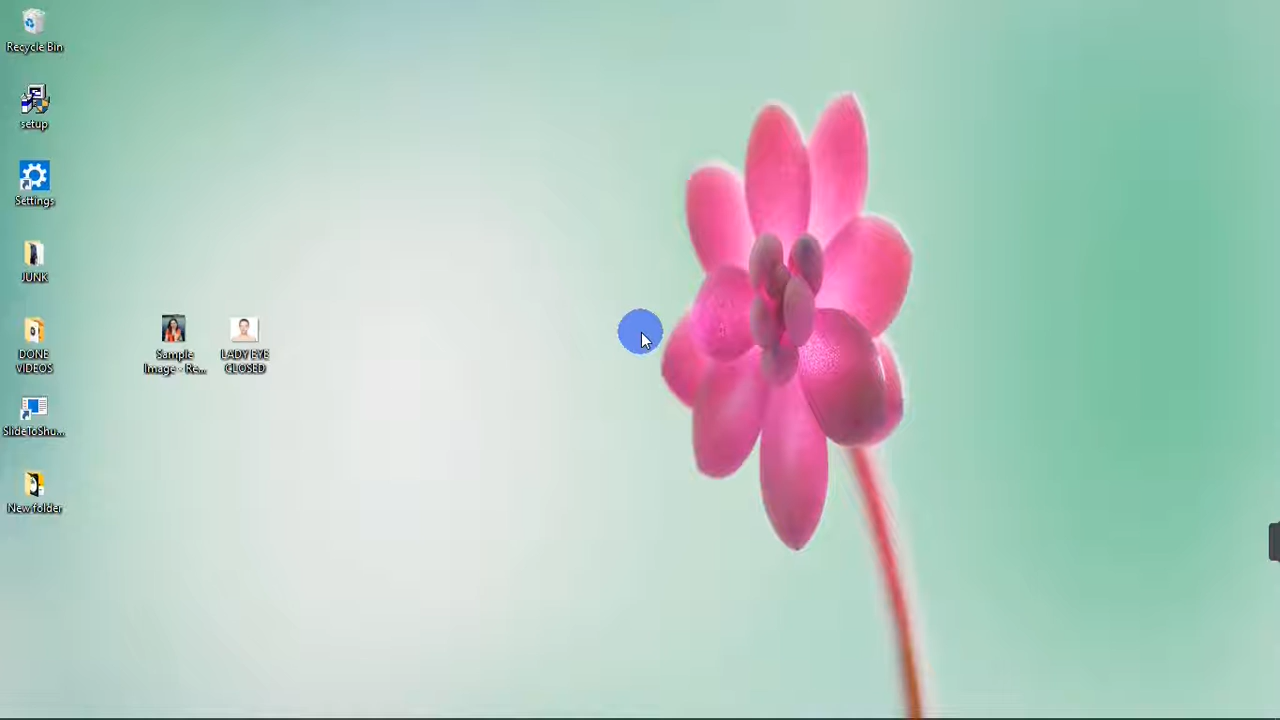 Recycle Bin
setup
Settings
JUNK
DONE
VIDEOS
SlideToShu...
New folder
Sample
Image - Re...
LADY EYE
CLOSED